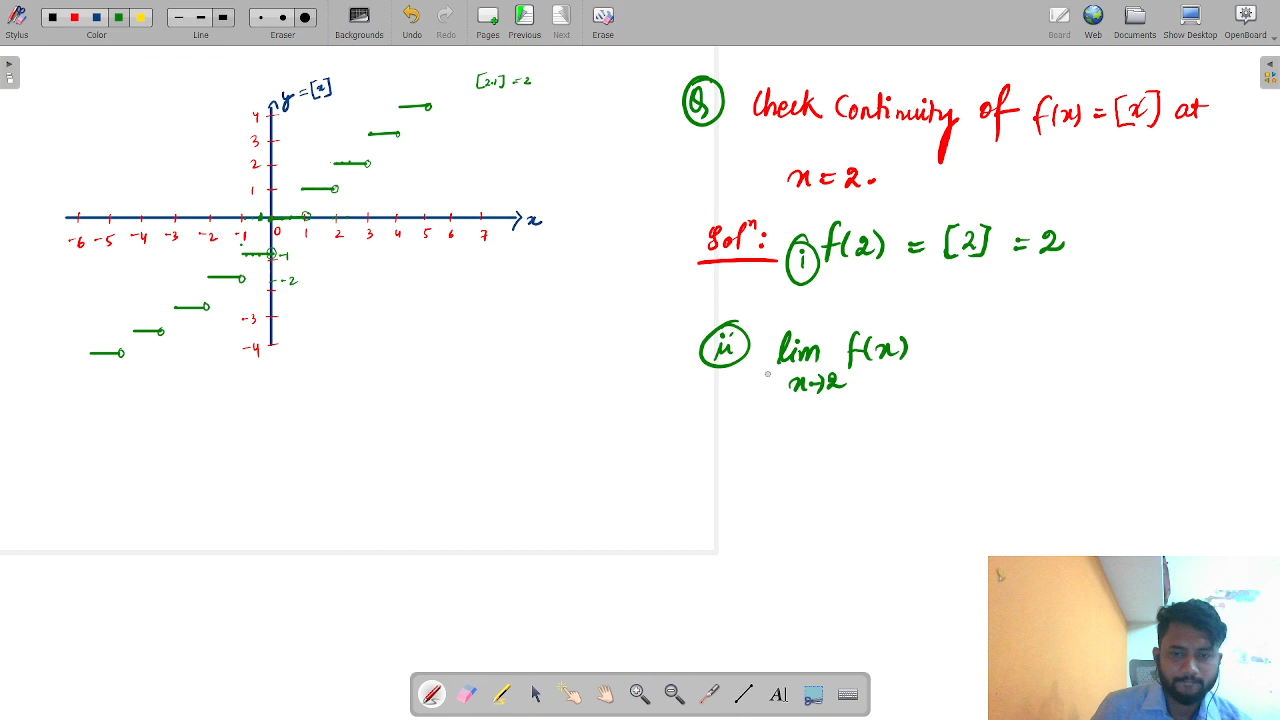 Stylus
Color
Line
Eraser
Backgrounds
Undo
Redo
Pages
Previous
Next
Erase
Board
Web
Documents
Show Desktop
OpenBoard
y = [x]
[2.1] = 2
4
3
2
1
-6 -5 -4 -3 -2 -1 0 1 2 3 4 5 6 7 x
-1
-2
-3
-4
Q Check Continuity of f(x) = [x] at
x = 2.
Solⁿ: i f(2) = [2] = 2
ii lim f(x)
x→2
AI